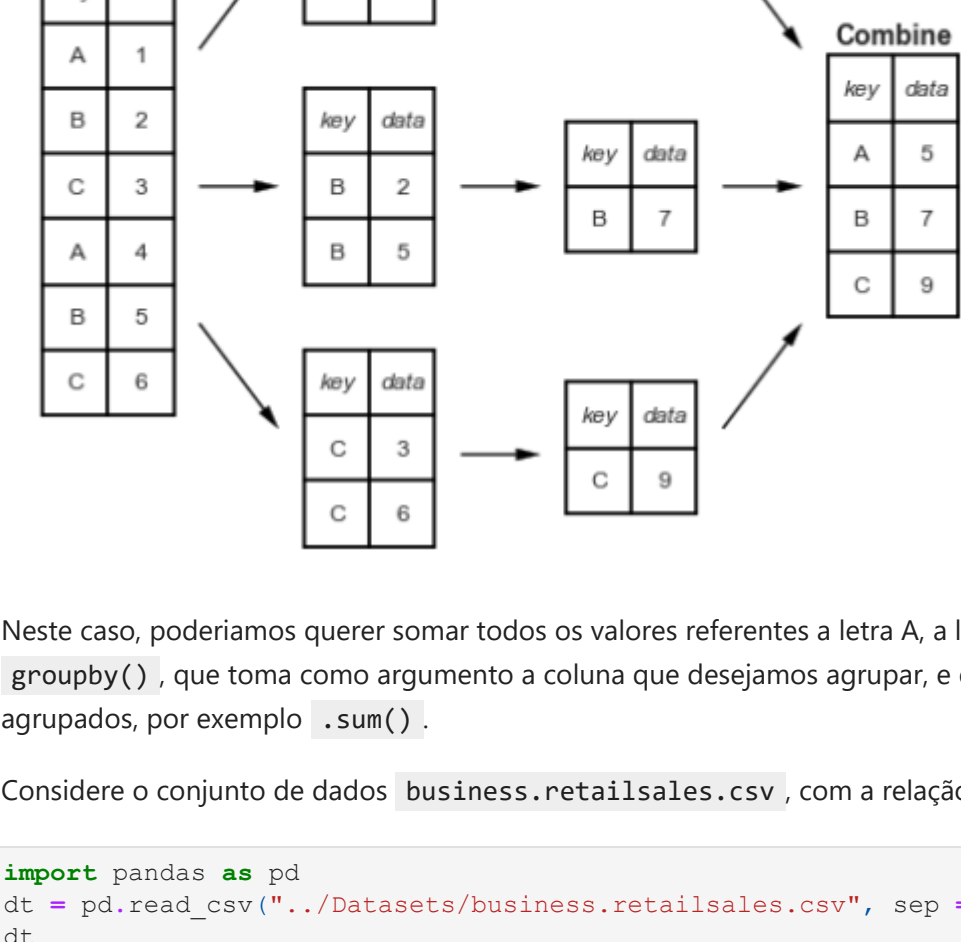 Combine
A 1
B 2
C 3
A 4
B 5
C 6
key data
B 2
B 5
key data
B 7
key data
A 5
B 7
C 9
key data
C 3
C 6
key data
C 9
Neste caso, poderiamos querer somar todos os valores referentes a letra A, a
groupby() , que toma como argumento a coluna que desejamos agrupar, e
agrupados, por exemplo .sum() .
Considere o conjunto de dados business.retailsales.csv , com a relação
import pandas as pd
dt = pd.read_csv("../Datasets/business.retailsales.csv", sep =
dt